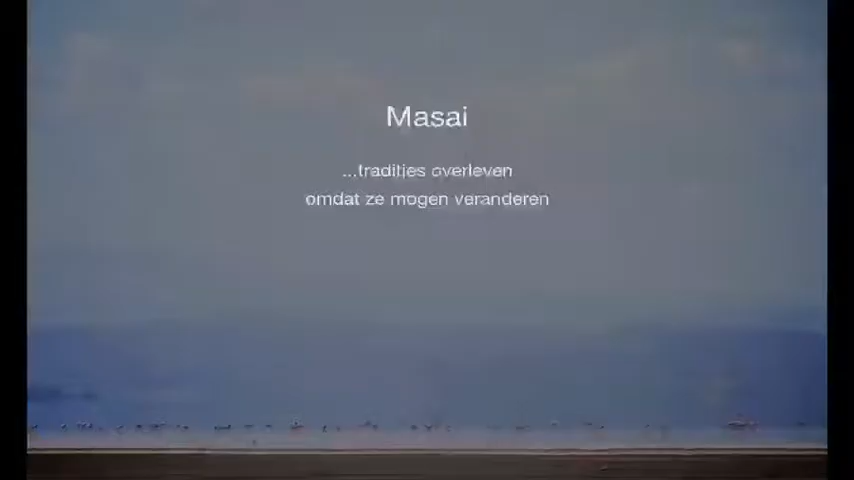 Masai
...tradities overleven
omdat ze mogen veranderen